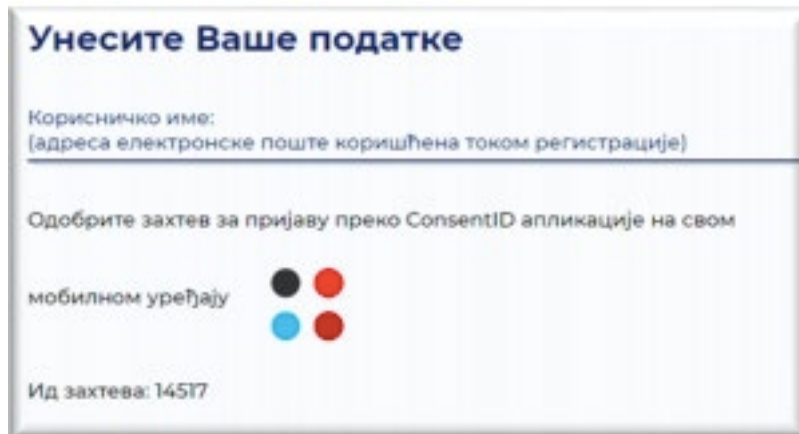 Унесите Ваше податке
Корисничко име:
(адреса електронске поште коришћена током регистрације)
Одобрите захтев за пријаву преко ConsentID апликације на свом
мобилном уређају
Ид захтева: 14517